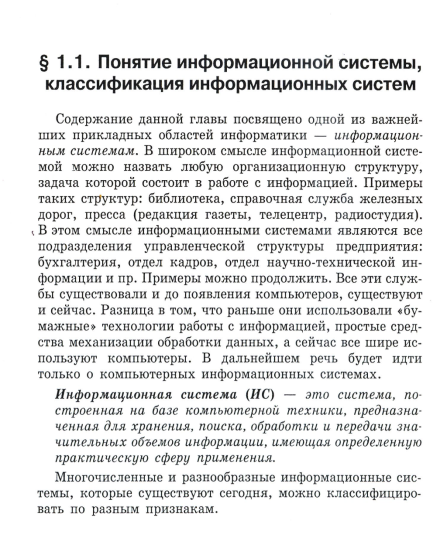 § 1.1. Понятие информационной системы,
классификация информационных систем
Содержание данной главы посвящено одной из важней-
ших прикладных областей информатики — информацион-
ным системам. В широком смысле информационной систе-
мой можно назвать любую организационную структуру,
задача которой состоит в работе с информацией. Примеры
таких структур: библиотека, справочная служба железных
дорог, пресса (редакция газеты, телецентр, радиостудия).
В этом смысле информационными системами являются все
подразделения управленческой структуры предприятия:
бухгалтерия, отдел кадров, отдел научно-технической ин-
формации и пр. Примеры можно продолжить. Все эти служ-
бы существовали и до появления компьютеров, существуют
и сейчас. Разница в том, что раньше они использовали «бу-
мажные» технологии работы с информацией, простые сред-
ства механизации обработки данных, а сейчас все шире ис-
пользуют компьютеры. В дальнейшем речь будет идти
только о компьютерных информационных системах.
Информационная система (ИС) — это система, по-
строенная на базе компьютерной техники, предназна-
ченная для хранения, поиска, обработки и передачи зна-
чительных объемов информации, имеющая определенную
практическую сферу применения.
Многочисленные и разнообразные информационные сис-
темы, которые существуют сегодня, можно классифициро-
вать по разным признакам.